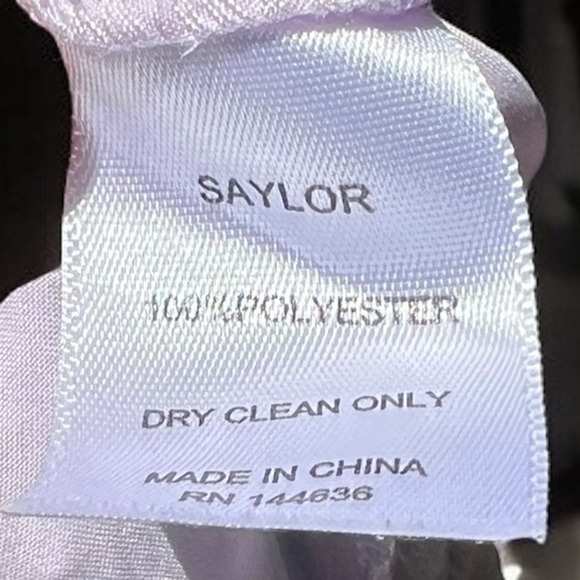 SAYLOR
100%POLYESTER
DRY CLEAN ONLY
MADE IN CHINA
RN 144636